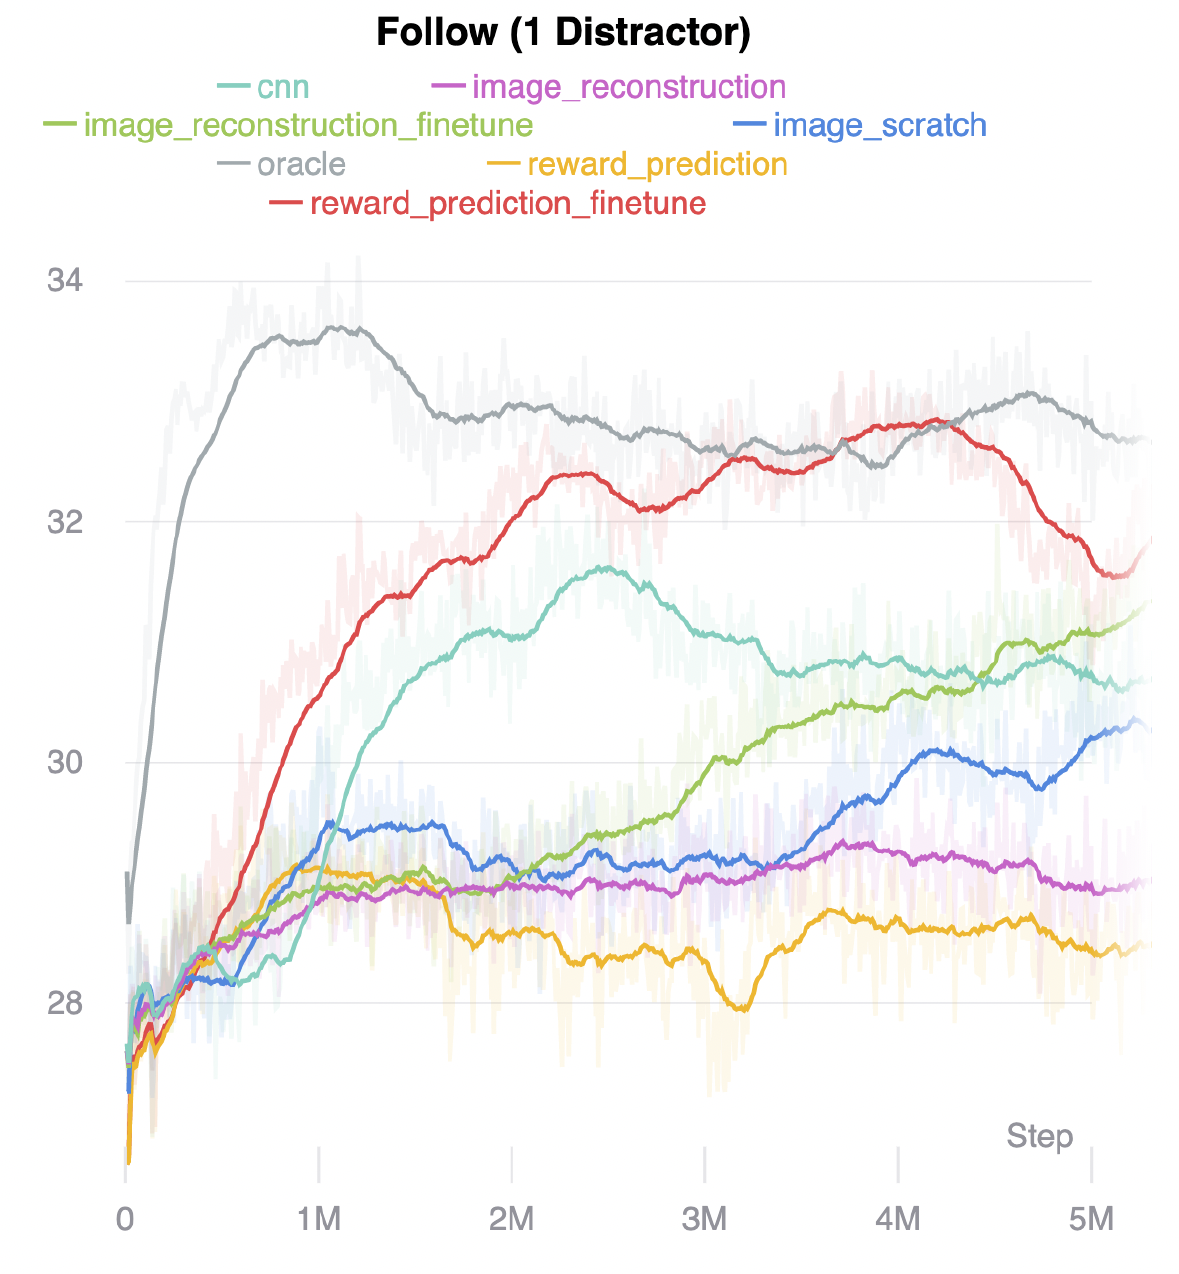 Follow (1 Distractor)
cnn image_reconstruction
image_reconstruction_finetune image_scratch
oracle reward_prediction
reward_prediction_finetune
34
32
30
28
Step
0 1M 2M 3M 4M 5M